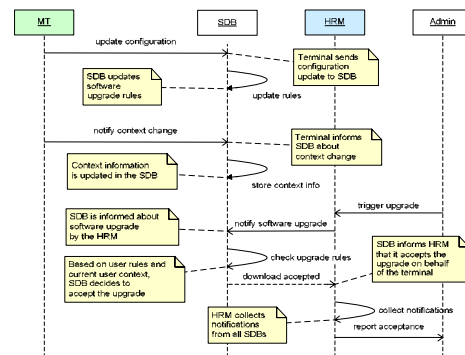 MT
SDB
HRM
Admin
update configuration
Terminal sends
configuration
update to SDB
SDB updates
software
upgrade rules
update rules
notify context change
Terminal informs
SDB about
context change
Context information
is updated in the SDB
store context info
trigger upgrade
SDB is informed about
software upgrade
by the HRM
notify software upgrade
SDB informs HRM
that it accepts the
upgrade on behalf
of the terminal
check upgrade rules
Based on user rules and
current user context,
SDB decides to
accept the upgrade
download accepted
HRM collects
notifications
from all SDBs
collect notifications
report acceptance